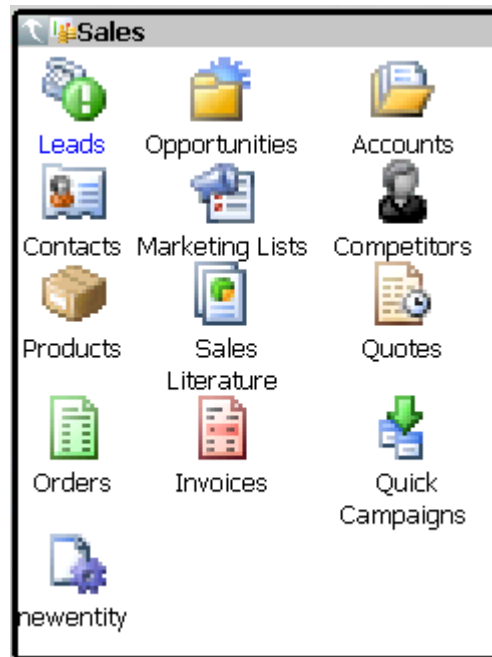 Sales
Leads Opportunities Accounts
Contacts Marketing Lists Competitors
Products Sales Quotes
Literature
Orders Invoices Quick
Campaigns
newentity